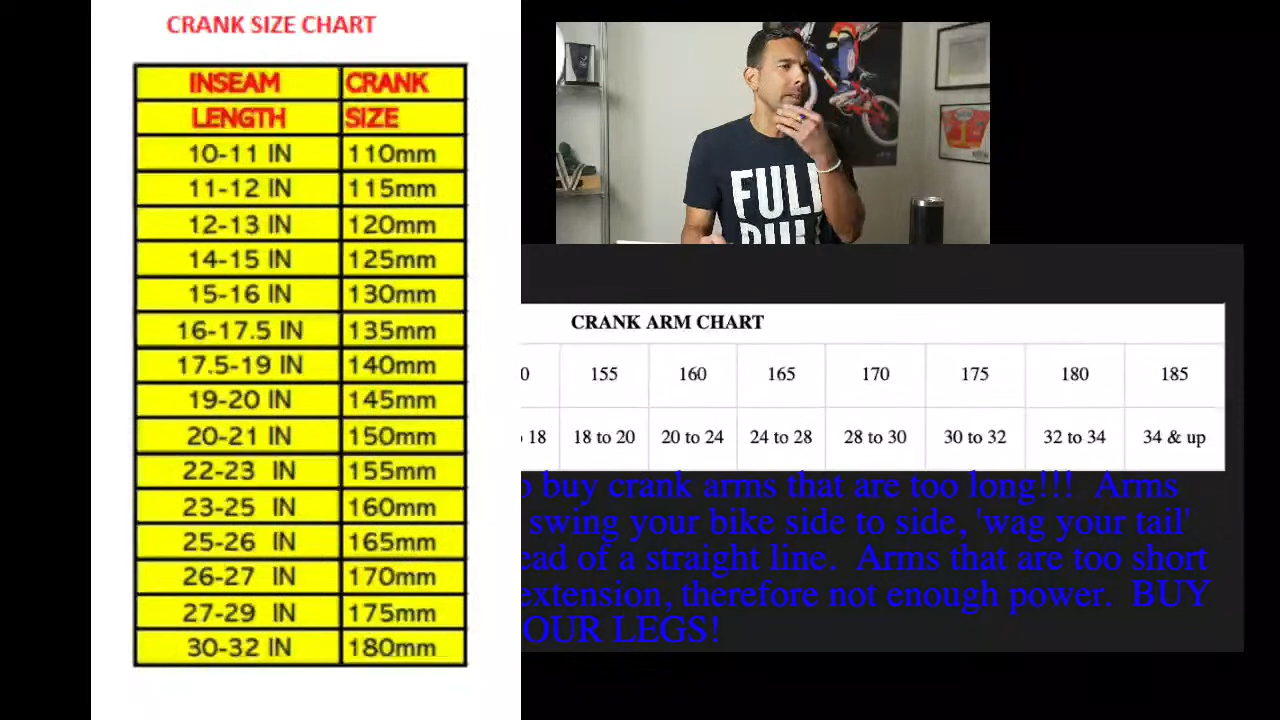 CRANK SIZE CHART
INSEAM CRANK
LENGTH SIZE
10-11 IN 110mm
11-12 IN 115mm
12-13 IN 120mm
14-15 IN 125mm
15-16 IN 130mm
16-17.5 IN 135mm
17.5-19 IN 140mm
19-20 IN 145mm
20-21 IN 150mm
22-23 IN 155mm
23-25 IN 160mm
25-26 IN 165mm
26-27 IN 170mm
27-29 IN 175mm
30-32 IN 180mm
FULL
CRANK ARM CHART
0 155 160 165 170 175 180 185
18 18 to 20 20 to 24 24 to 28 28 to 30 30 to 32 32 to 34 34 & up
buy crank arms that are too long!!! Arms
swing your bike side to side, 'wag your tail'
ead of a straight line. Arms that are too short
extension, therefore not enough power. BUY
OUR LEGS!